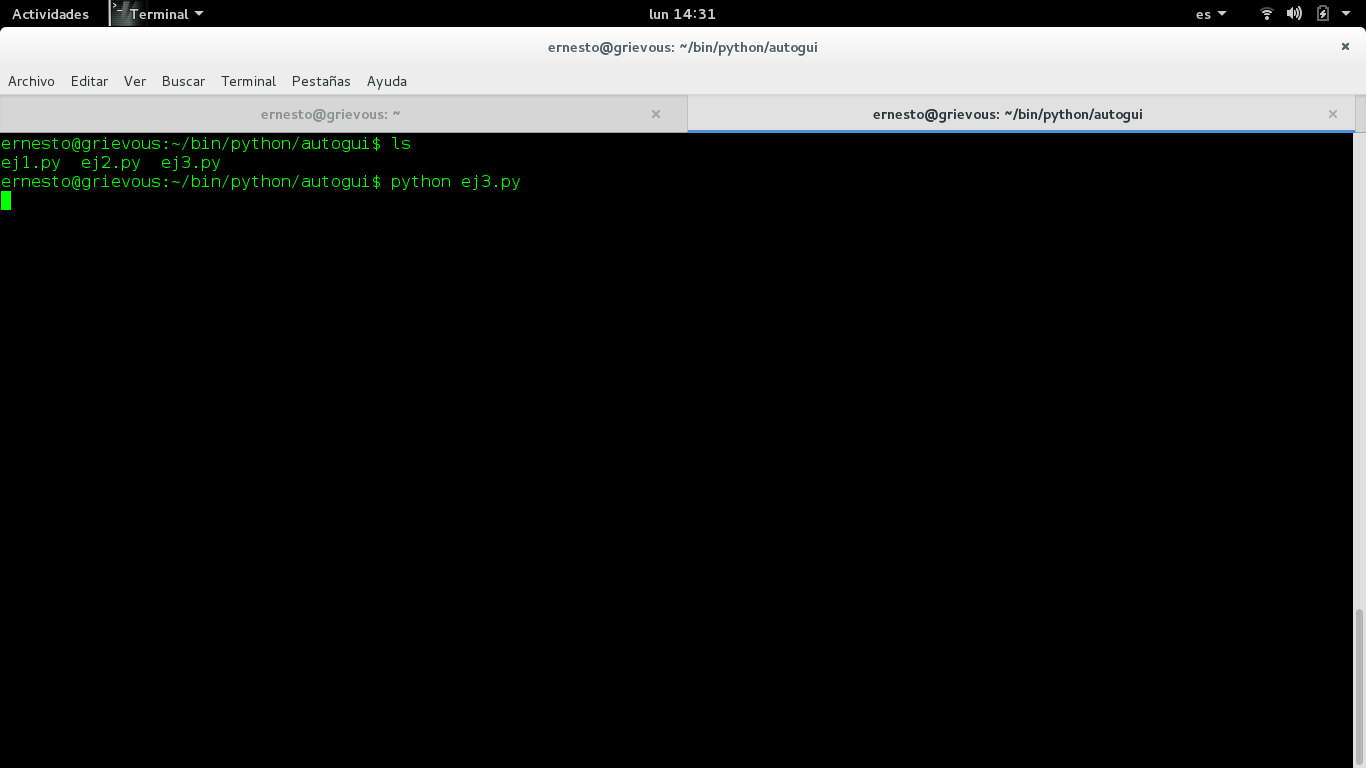 Actividades Terminal lun 14:31 es
ernesto@grievous: ~/bin/python/autogui
Archivo Editar Ver Buscar Terminal Pestañas Ayuda
ernesto@grievous: ~ ernesto@grievous: ~/bin/python/autogui
ernesto@grievous:~/bin/python/autogui$ ls
ej1.py  ej2.py  ej3.py
ernesto@grievous:~/bin/python/autogui$ python ej3.py